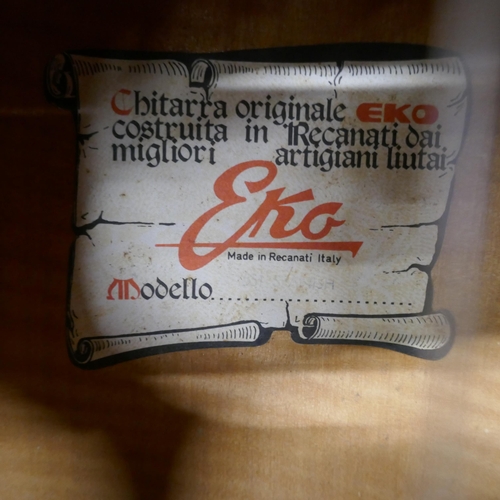 Chitarra originale EKO
costruita in Recanati dai
migliori artigiani liutai
Eko
Made in Recanati Italy
Modello